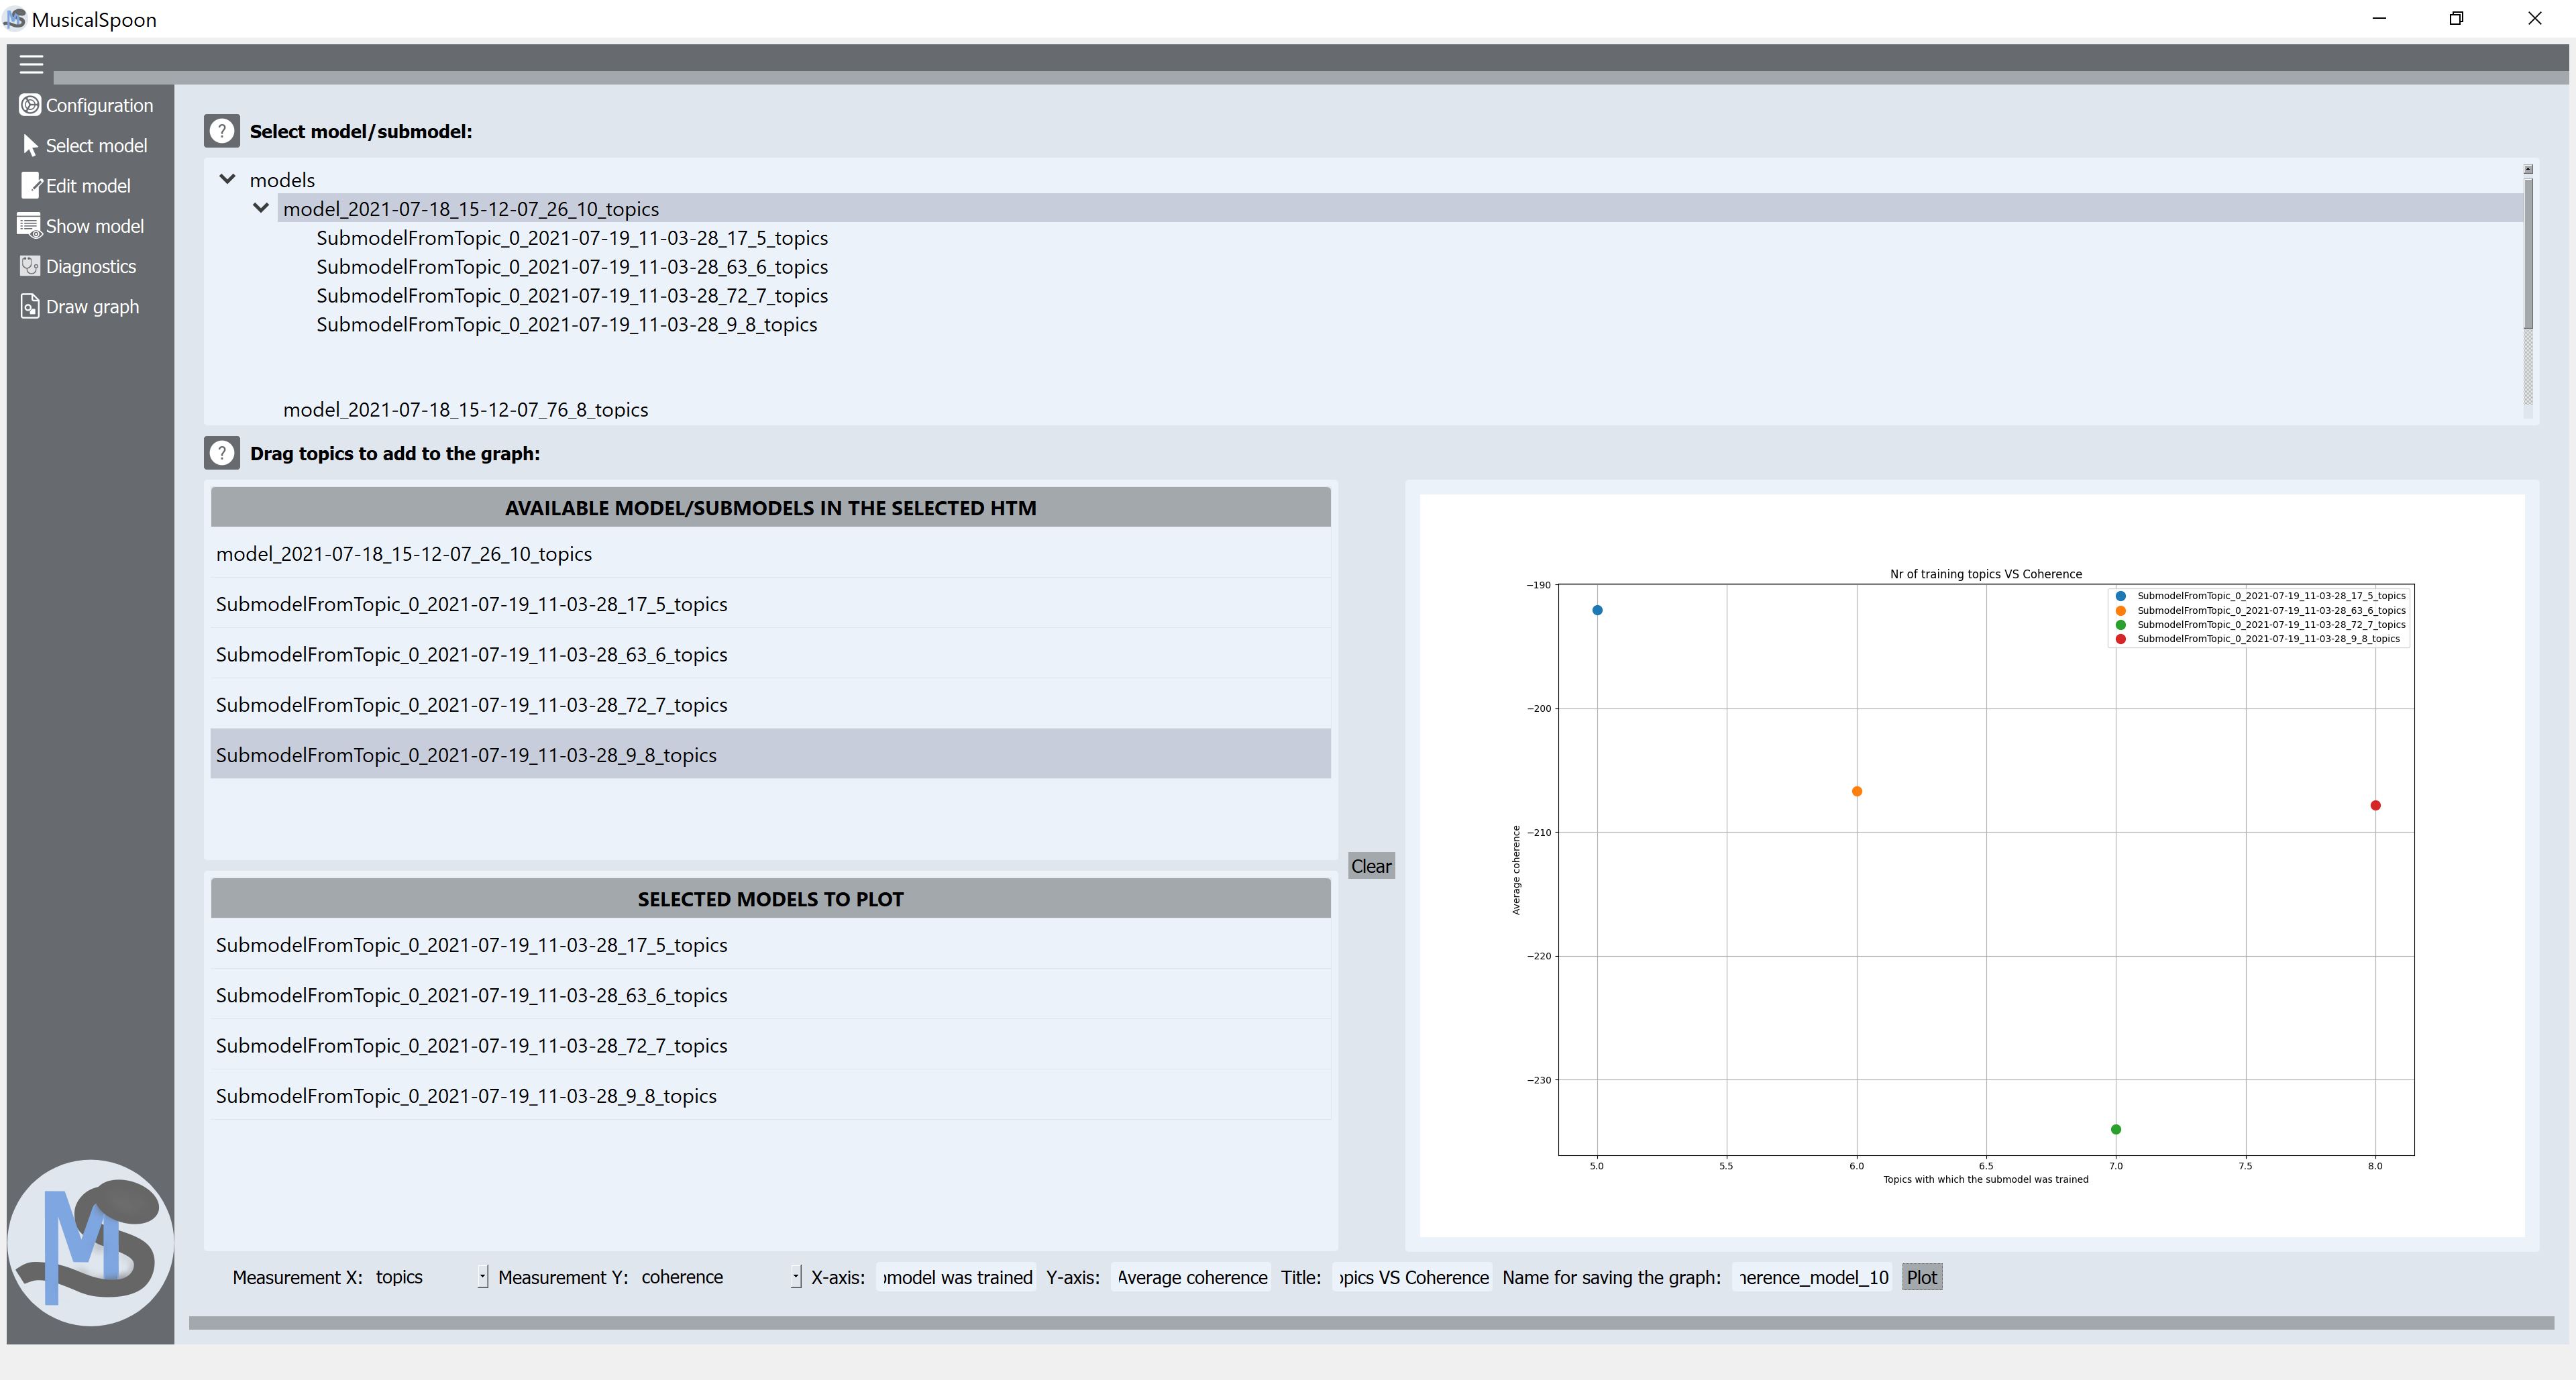 MusicalSpoon
Configuration
Select model
Edit model
Show model
Diagnostics
Draw graph
? Select model/submodel:
models
model_2021-07-18_15-12-07_26_10_topics
SubmodelFromTopic_0_2021-07-19_11-03-28_17_5_topics
SubmodelFromTopic_0_2021-07-19_11-03-28_63_6_topics
SubmodelFromTopic_0_2021-07-19_11-03-28_72_7_topics
SubmodelFromTopic_0_2021-07-19_11-03-28_9_8_topics
model_2021-07-18_15-12-07_76_8_topics
? Drag topics to add to the graph:
AVAILABLE MODEL/SUBMODELS IN THE SELECTED HTM
model_2021-07-18_15-12-07_26_10_topics
SubmodelFromTopic_0_2021-07-19_11-03-28_17_5_topics
SubmodelFromTopic_0_2021-07-19_11-03-28_63_6_topics
SubmodelFromTopic_0_2021-07-19_11-03-28_72_7_topics
SubmodelFromTopic_0_2021-07-19_11-03-28_9_8_topics
SELECTED MODELS TO PLOT
SubmodelFromTopic_0_2021-07-19_11-03-28_17_5_topics
SubmodelFromTopic_0_2021-07-19_11-03-28_63_6_topics
SubmodelFromTopic_0_2021-07-19_11-03-28_72_7_topics
SubmodelFromTopic_0_2021-07-19_11-03-28_9_8_topics
Clear
Nr of training topics VS Coherence
SubmodelFromTopic_0_2021-07-19_11-03-28_17_5_topics
SubmodelFromTopic_0_2021-07-19_11-03-28_63_6_topics
SubmodelFromTopic_0_2021-07-19_11-03-28_72_7_topics
SubmodelFromTopic_0_2021-07-19_11-03-28_9_8_topics
−190
−200
−210
−220
−230
Average coherence
5.0 5.5 6.0 6.5 7.0 7.5 8.0
Topics with which the submodel was trained
Measurement X: topics Measurement Y: coherence X-axis: model was trained Y-axis: Average coherence Title: opics VS Coherence Name for saving the graph: herence_model_10 Plot
MS